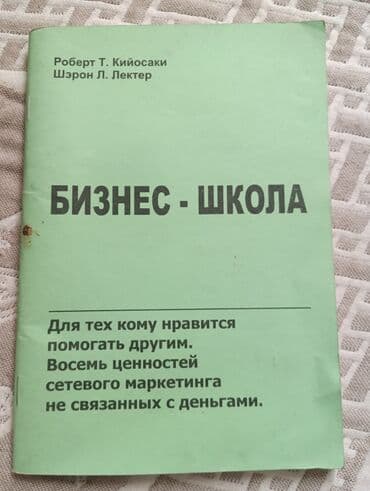 Роберт Т. Кийосаки
Шэрон Л. Лектер
БИЗНЕС - ШКОЛА
Для тех кому нравится
помогать другим.
Восемь ценностей
сетевого маркетинга
не связанных с деньгами.